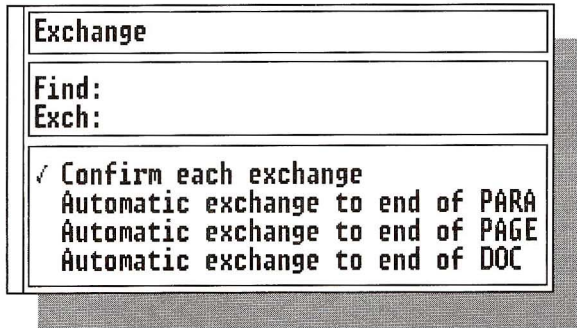 Exchange
Find:
Exch:
✓ Confirm each exchange
Automatic exchange to end of PARA
Automatic exchange to end of PAGE
Automatic exchange to end of DOC